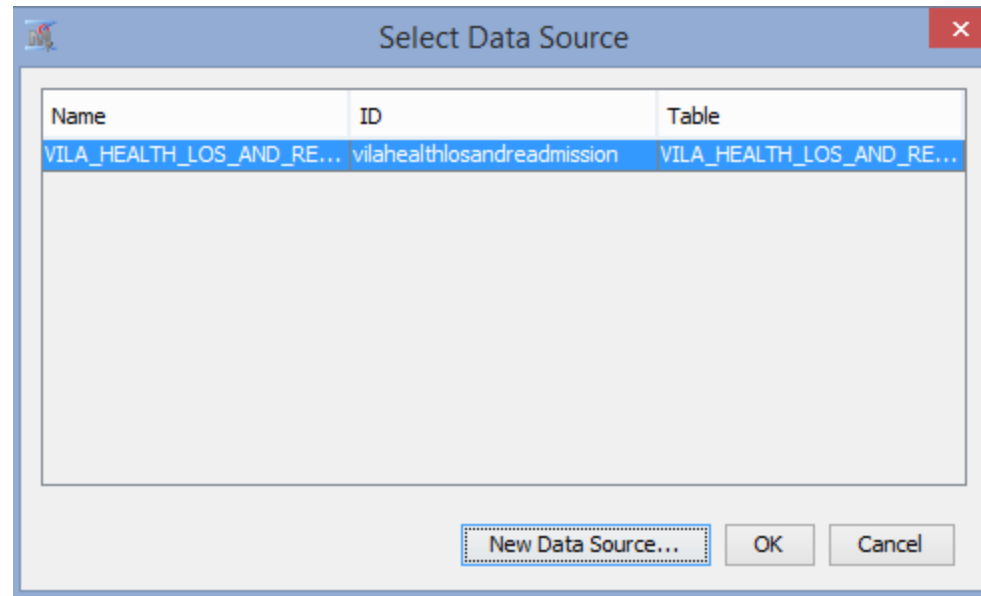 Select Data Source
Name ID Table
VILA_HEALTH_LOS_AND_RE... vilahealthlosandreadmission VILA_HEALTH_LOS_AND_RE...
New Data Source... OK Cancel